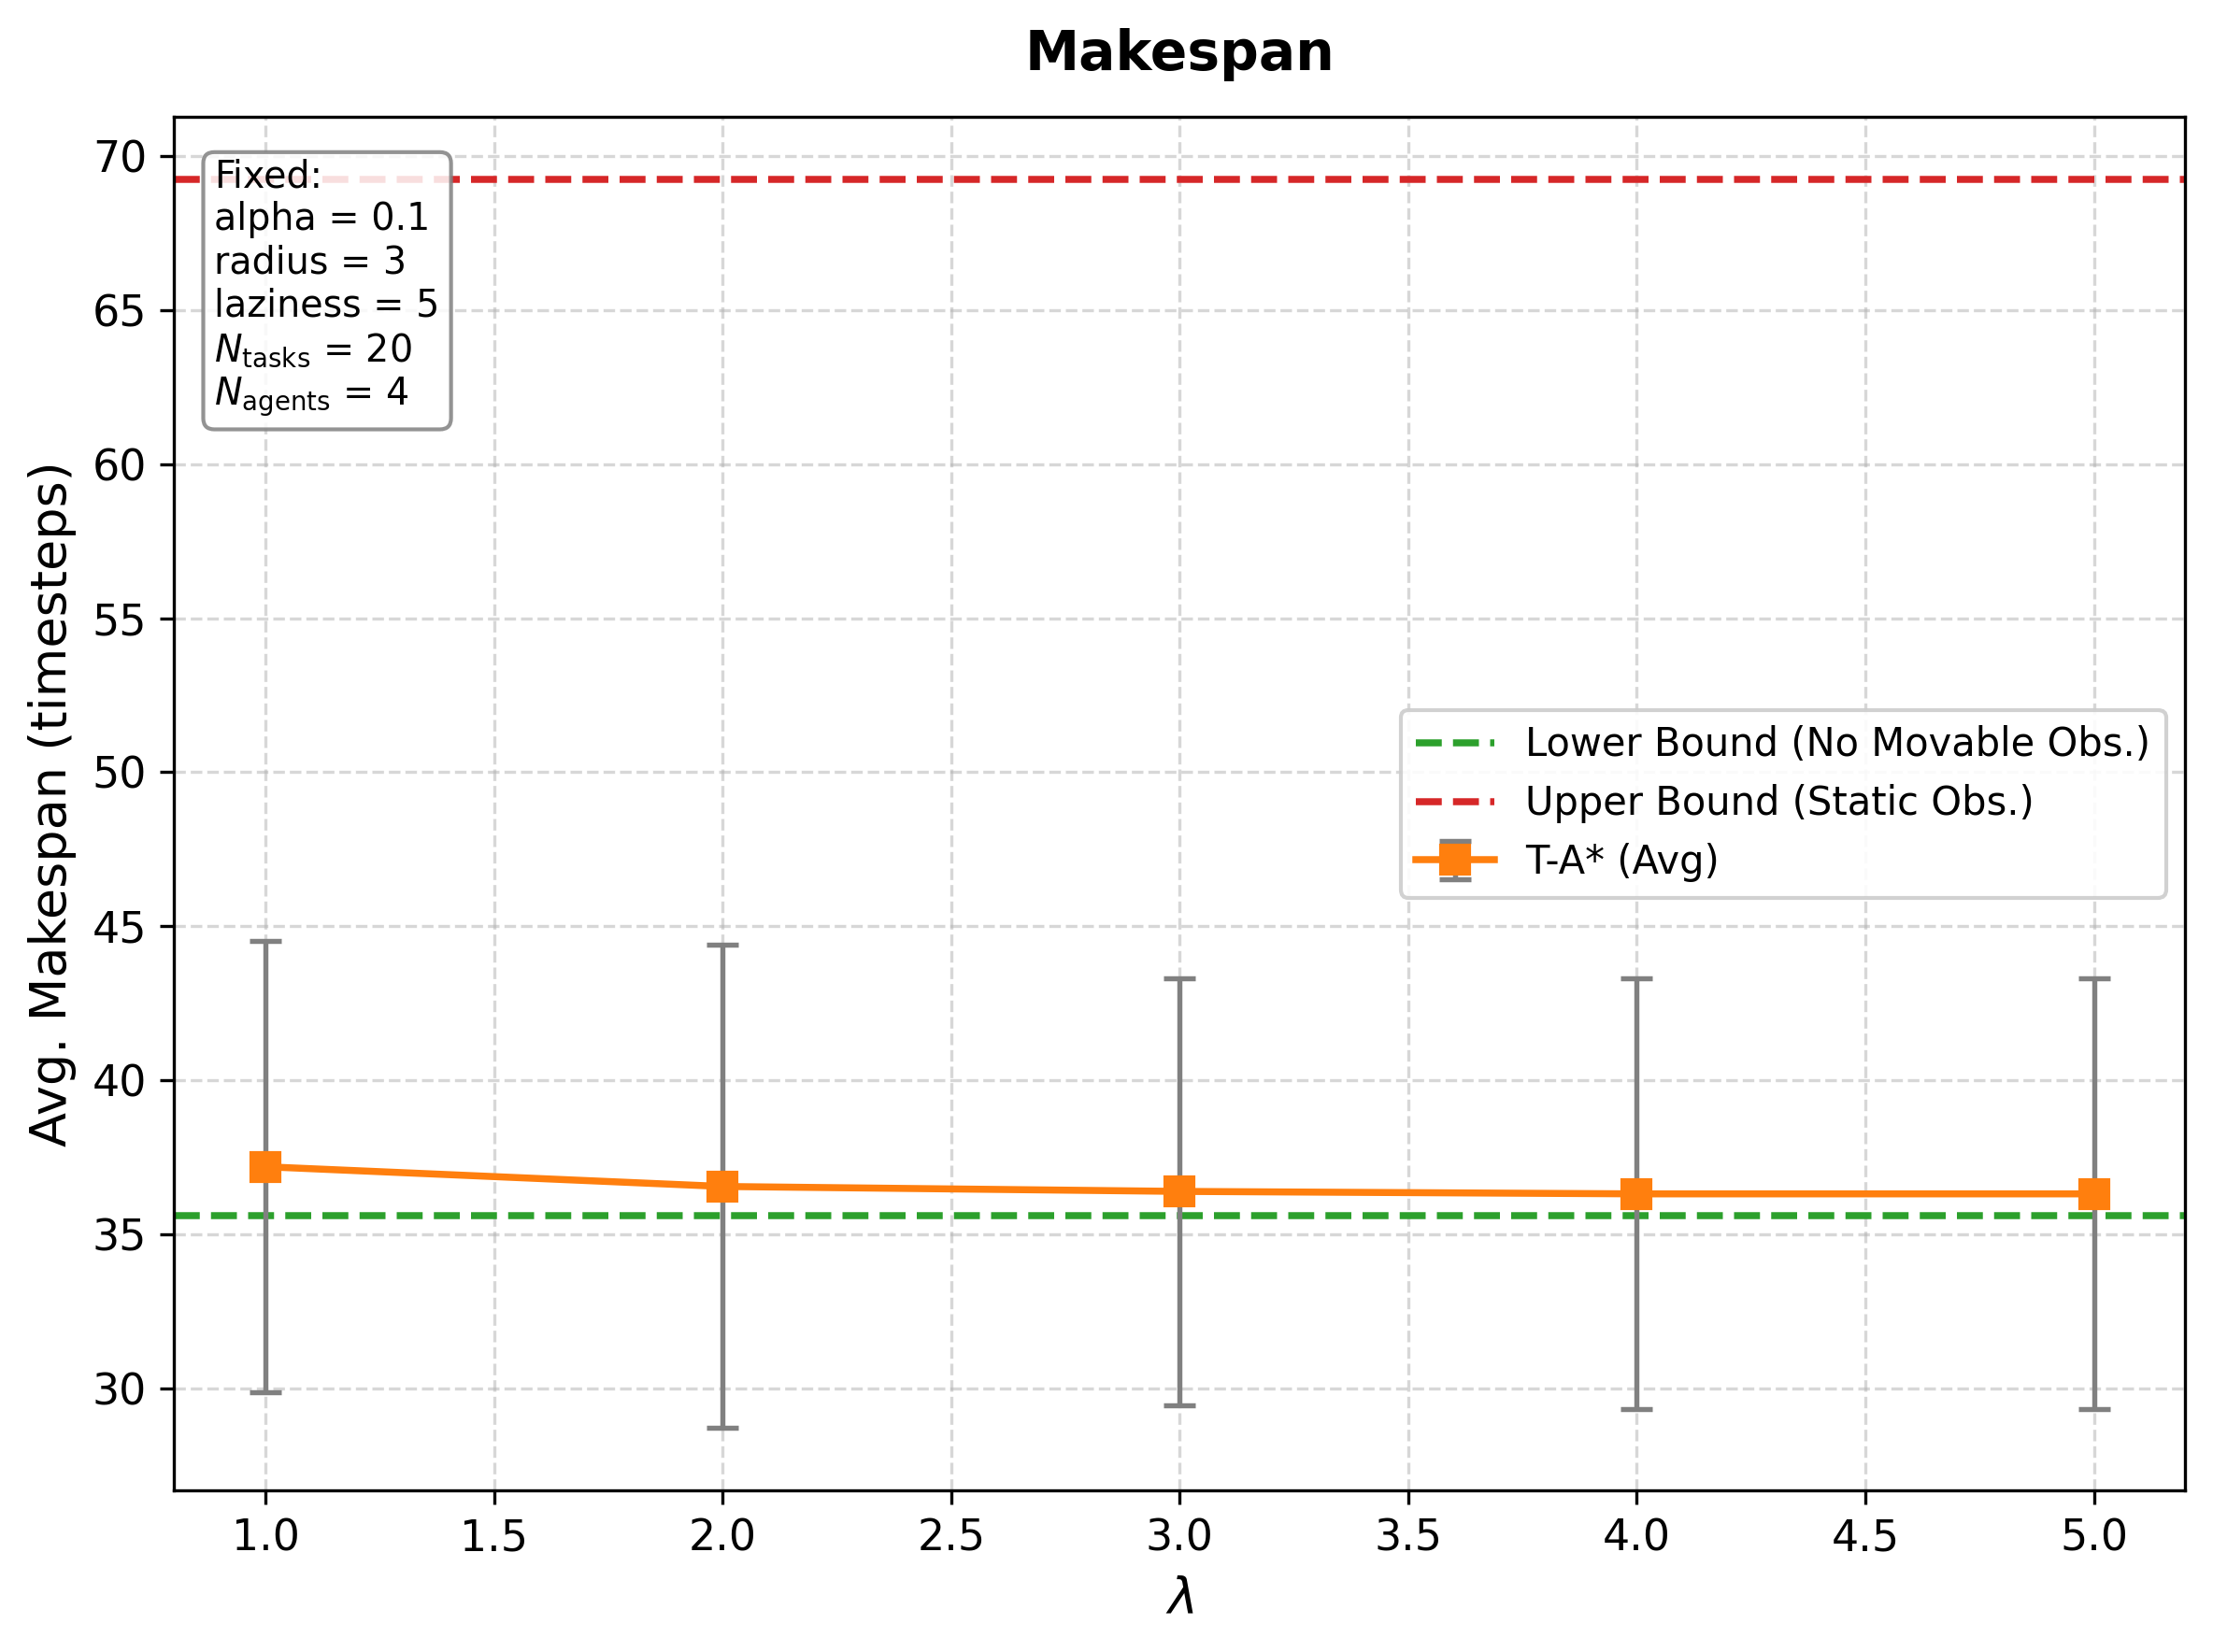 Makespan
Avg. Makespan (timesteps)
70
65
60
55
50
45
40
35
30
Fixed:
alpha = 0.1
radius = 3
laziness = 5
N_tasks = 20
N_agents = 4
Lower Bound (No Movable Obs.)
Upper Bound (Static Obs.)
T-A* (Avg)
1.0 1.5 2.0 2.5 3.0 3.5 4.0 4.5 5.0
λ